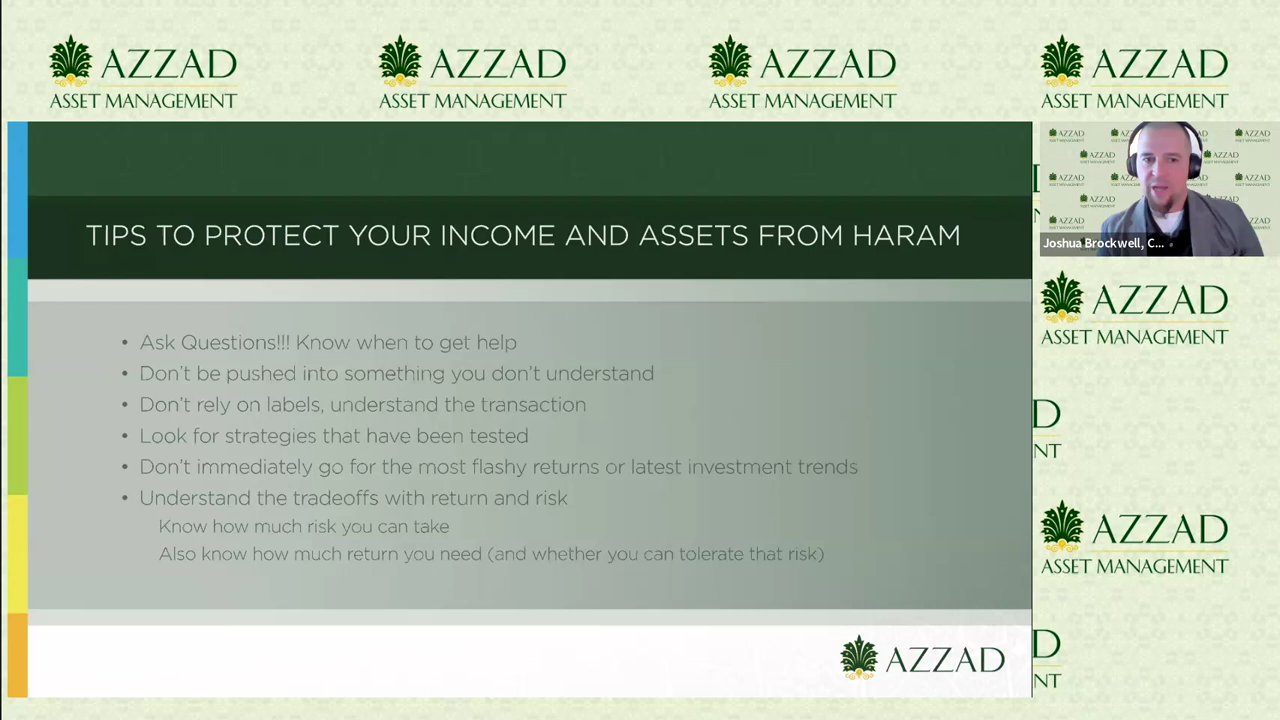 AZZAD
ASSET MANAGEMENT
AZZAD
ASSET MANAGEMENT
AZZAD
ASSET MANAGEMENT
AZZAD
ASSET MANAGEMENT
TIPS TO PROTECT YOUR INCOME AND ASSETS FROM HARAM
• Ask Questions!!! Know when to get help
• Don't be pushed into something you don't understand
• Don't rely on labels, understand the transaction
• Look for strategies that have been tested
• Don't immediately go for the most flashy returns or latest investment trends
• Understand the tradeoffs with return and risk
Know how much risk you can take
Also know how much return you need (and whether you can tolerate that risk)
AZZAD
Joshua Brockwell, C...
AZZAD
ASSET MANAGEMENT
D
NT
AZZAD
ASSET MANAGEMENT
D
NT